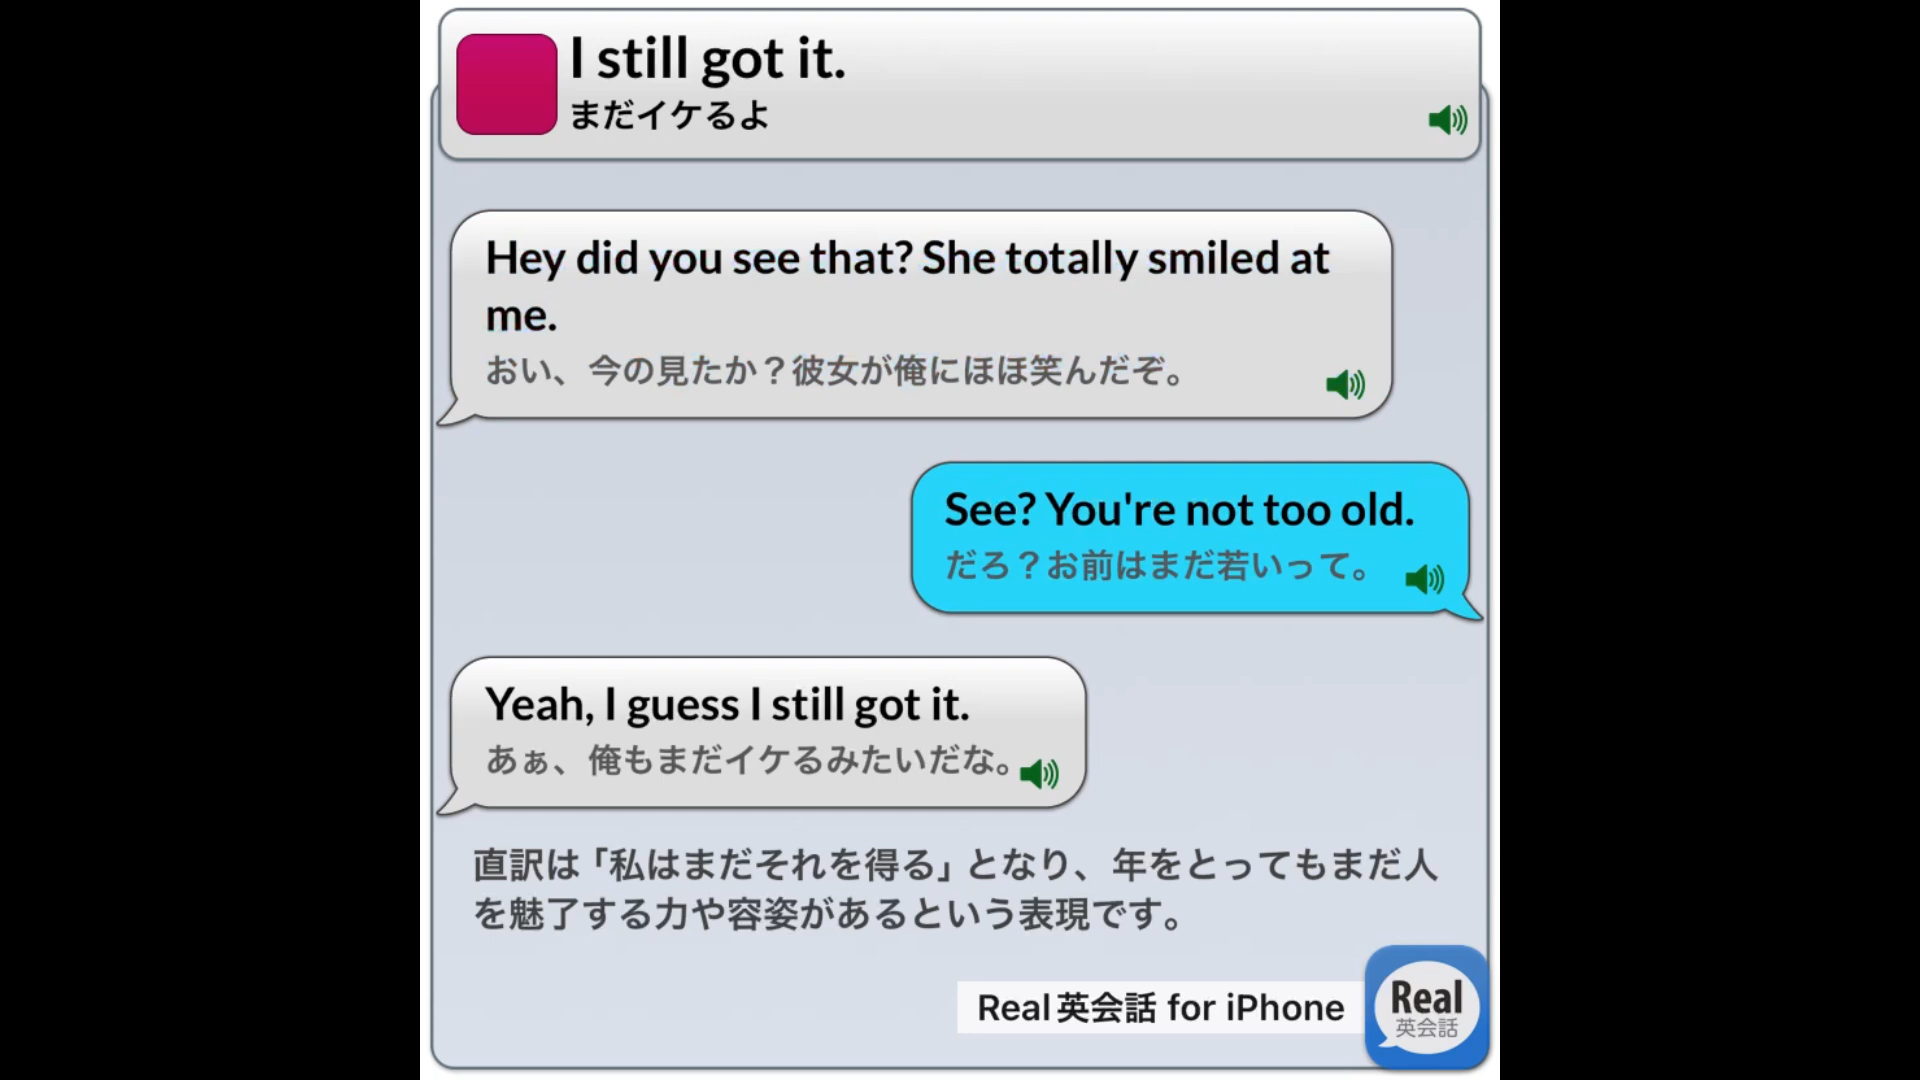 I still got it.
まだイケるよ
Hey did you see that? She totally smiled at
me.
おい、今の見たか？彼女が俺にほほ笑んだぞ。
See? You're not too old.
だろ？お前はまだ若いって。
Yeah, I guess I still got it.
あぁ、俺もまだイケるみたいだな。
直訳は「私はまだそれを得る」となり、年をとってもまだ人
を魅了する力や容姿があるという表現です。
Real英会話 for iPhone
Real
英会話